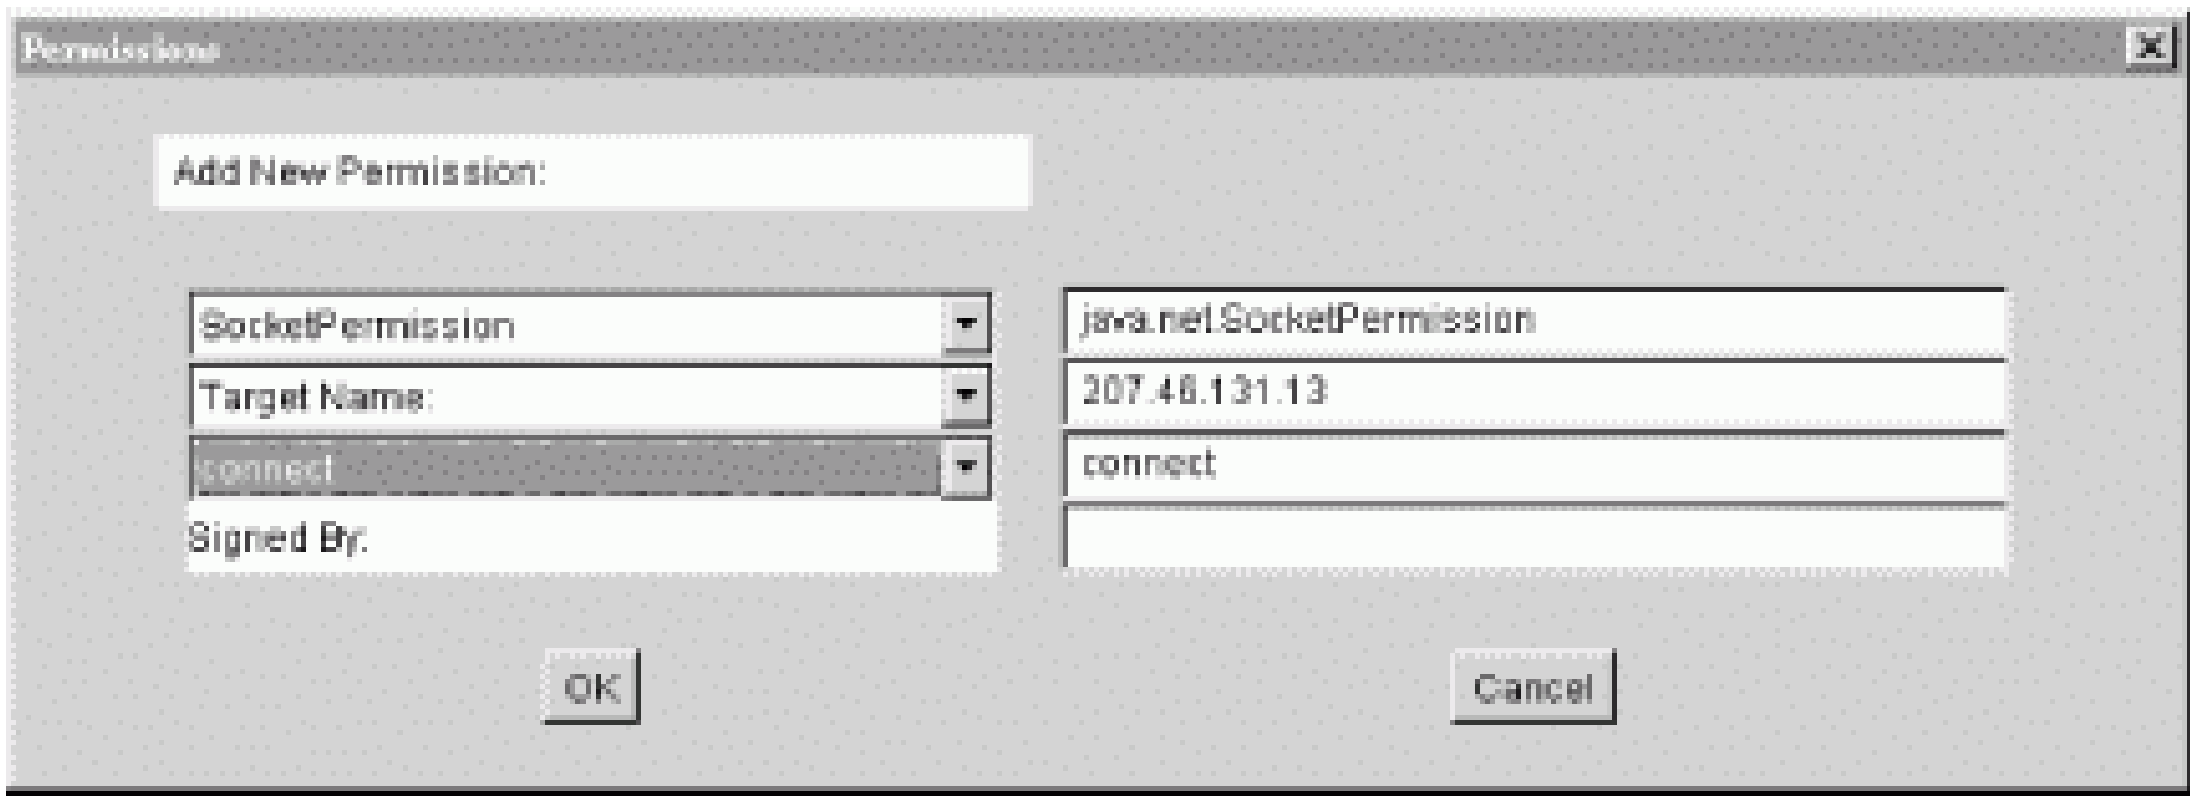 Permissions
Add New Permission:
SocketPermission java.net.SocketPermission
Target Name: 207.46.131.13
connect connect
Signed By:
OK Cancel